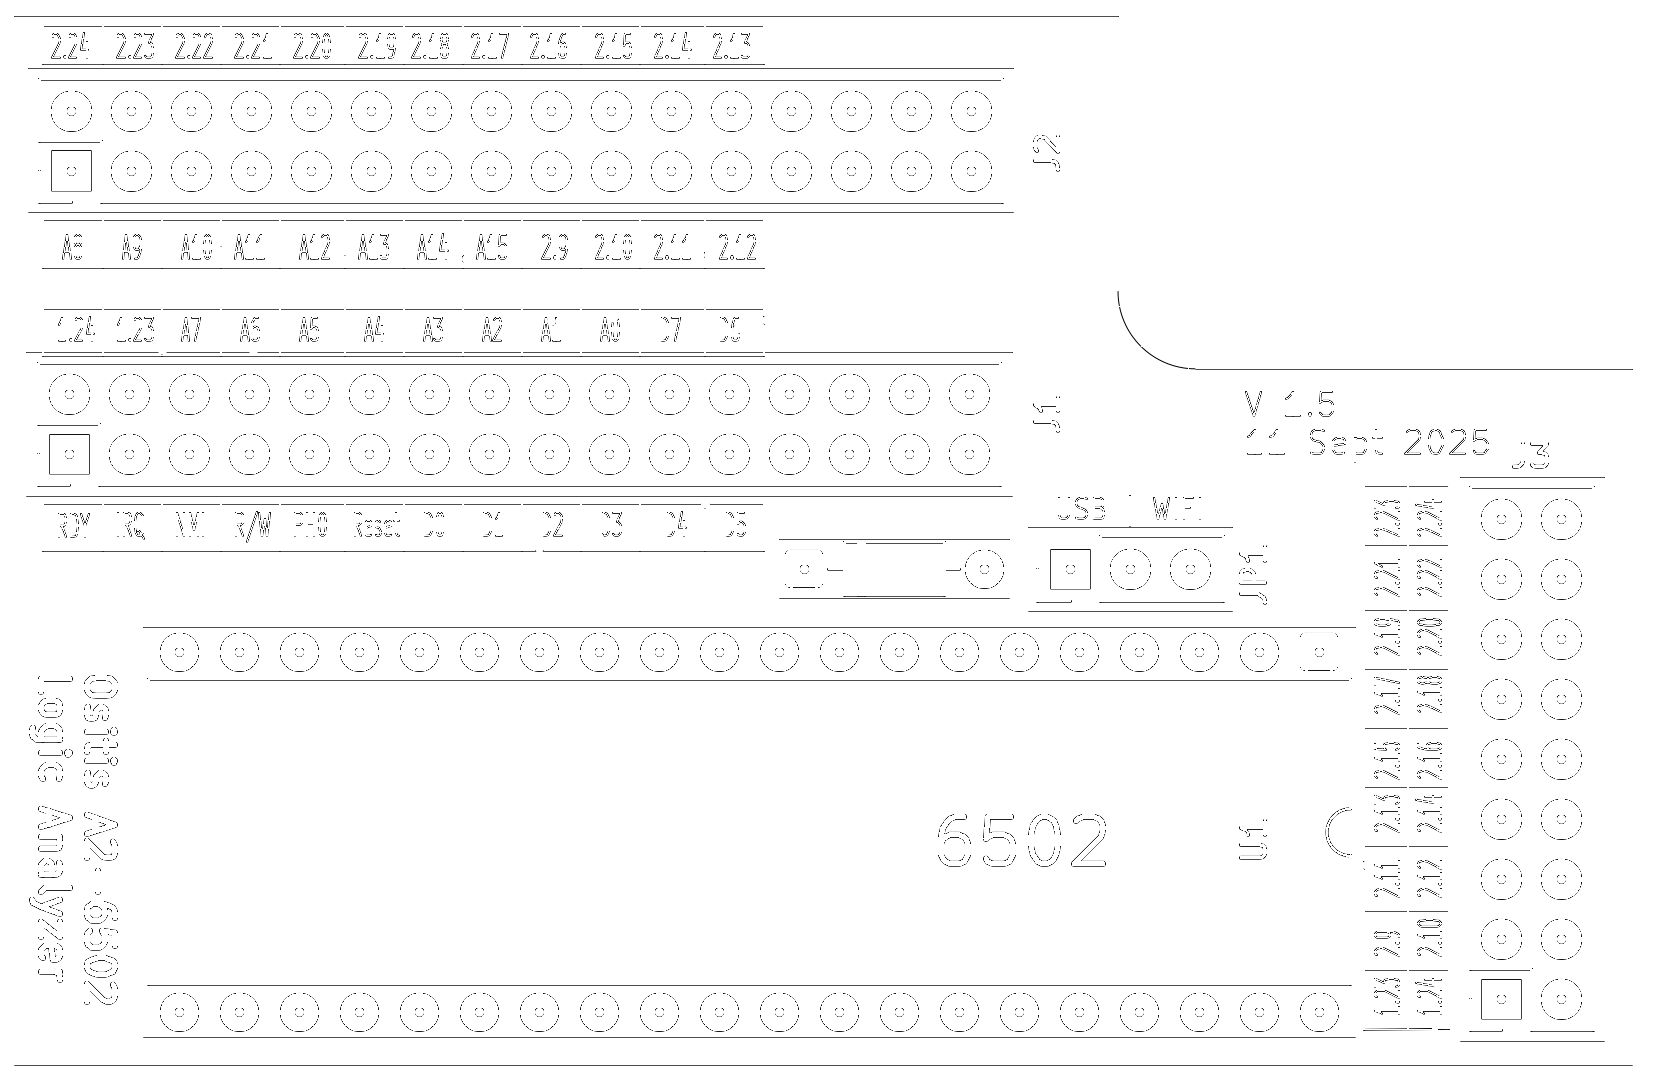 2.24 2.23 2.22 2.21 2.20 2.19 2.18 2.17 2.16 2.15 2.14 2.13
J2
A8 A9 A10 A11 A12 A13 A14 A15 2.9 2.10 2.11 2.12
1.24 1.23 A7 A6 A5 A4 A3 A2 A1 A0 D7 D6
J1
V 1.5
11 Sept 2025
J3
RDY IRQ NMI R/W PH0 Reset D0 D1 D2 D3 D4 D5
USB WIFI
JP1
2.23 2.24
2.21 2.22
2.19 2.20
2.17 2.18
2.15 2.16
2.13 2.14
2.11 2.12
2.9 2.10
1.23 1.24
6502
U1
Ositis A2: 6502
Logic Analyzer